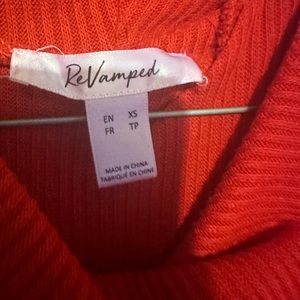 ReVamped
EN XS
FR TP
MADE IN CHINA
FABRIQUÉ EN CHINE